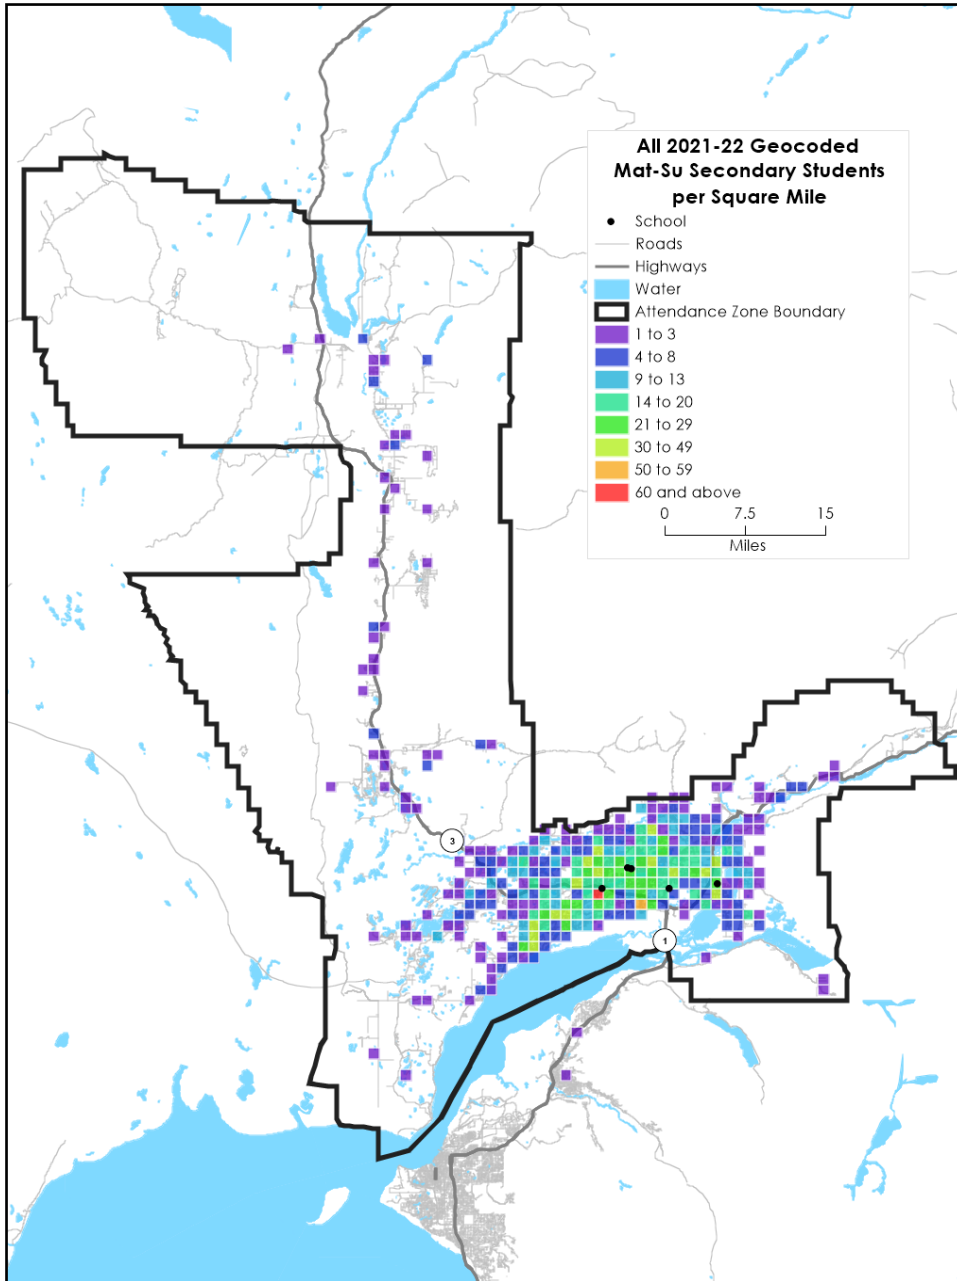 All 2021-22 Geocoded
Mat-Su Secondary Students
per Square Mile
School
Roads
Highways
Water
Attendance Zone Boundary
1 to 3
4 to 8
9 to 13
14 to 20
21 to 29
30 to 49
50 to 59
60 and above
0 7.5 15
Miles
3
1